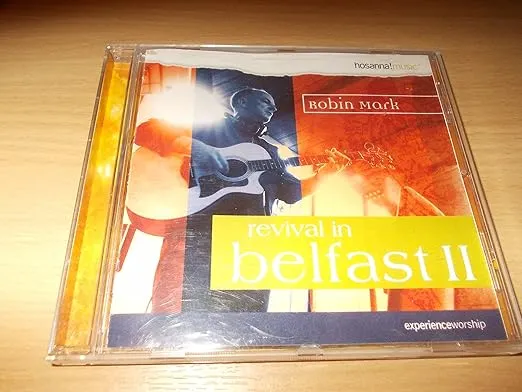 hosanna!music
Robin Mark
revival in
belfast II
experienceworship